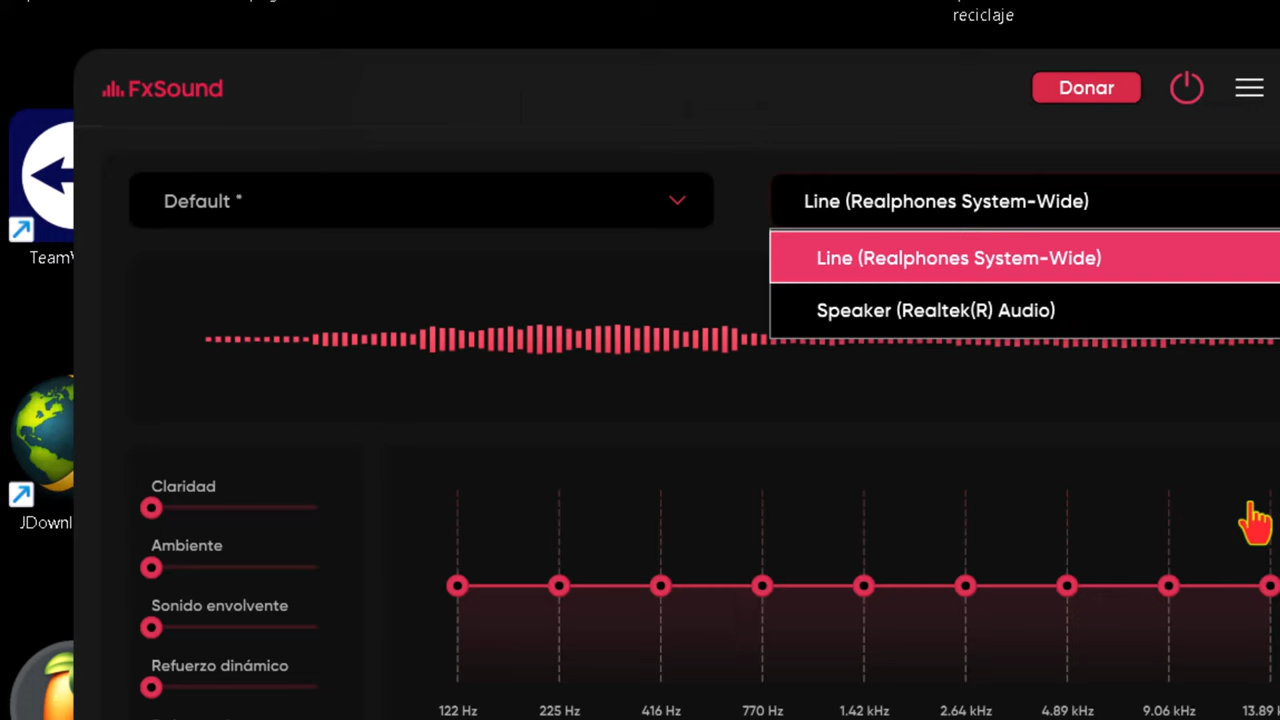 reciclaje
FxSound
Donar
Default *
Line (Realphones System-Wide)
Line (Realphones System-Wide)
Speaker (Realtek(R) Audio)
TeamV
Claridad
JDownl
Ambiente
Sonido envolvente
Refuerzo dinámico
122 Hz 225 Hz 416 Hz 770 Hz 1.42 kHz 2.64 kHz 4.89 kHz 9.06 kHz 13.89